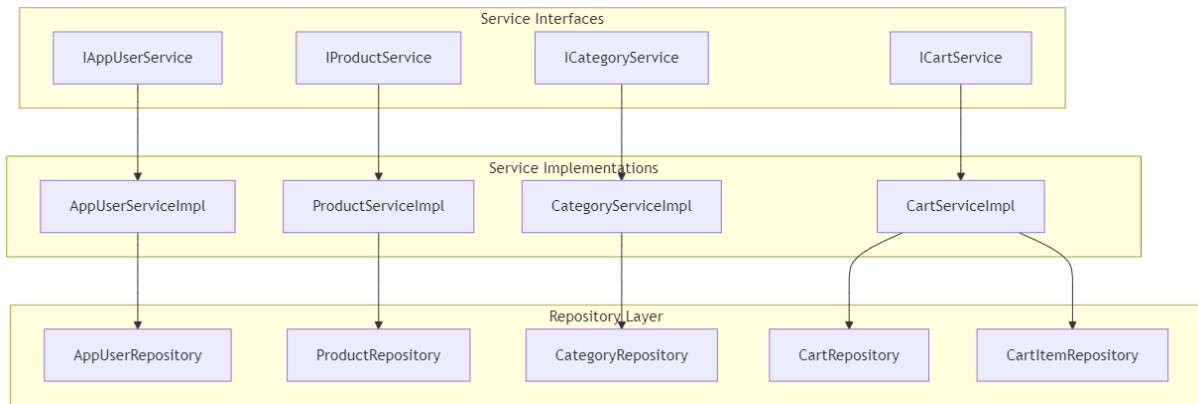 Service Interfaces
IAppUserService
IProductService
ICategoryService
ICartService
Service Implementations
AppUserServiceImpl
ProductServiceImpl
CategoryServiceImpl
CartServiceImpl
Repository Layer
AppUserRepository
ProductRepository
CategoryRepository
CartRepository
CartItemRepository